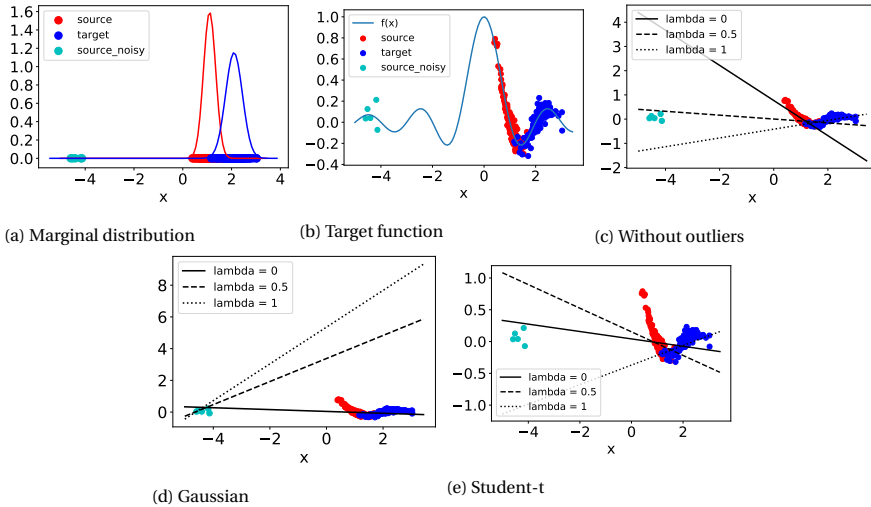 1.6
1.4
1.2
1.0
0.8
0.6
0.4
0.2
0.0
source
target
source_noisy
−4 −2 0 2 4
x
(a) Marginal distribution
1.0
0.8
0.6
0.4
0.2
0.0
−0.2
−0.4
f(x)
source
target
source_noisy
−4 −2 0 2
x
(b) Target function
4
3
2
1
0
−1
−2
lambda = 0
lambda = 0.5
lambda = 1
−4 −2 0 2
x
(c) Without outliers
8
6
4
2
0
lambda = 0
lambda = 0.5
lambda = 1
−4 −2 0 2
x
(d) Gaussian
1.0
0.5
0.0
−0.5
−1.0
lambda = 0
lambda = 0.5
lambda = 1
−4 −2 0 2
x
(e) Student-t